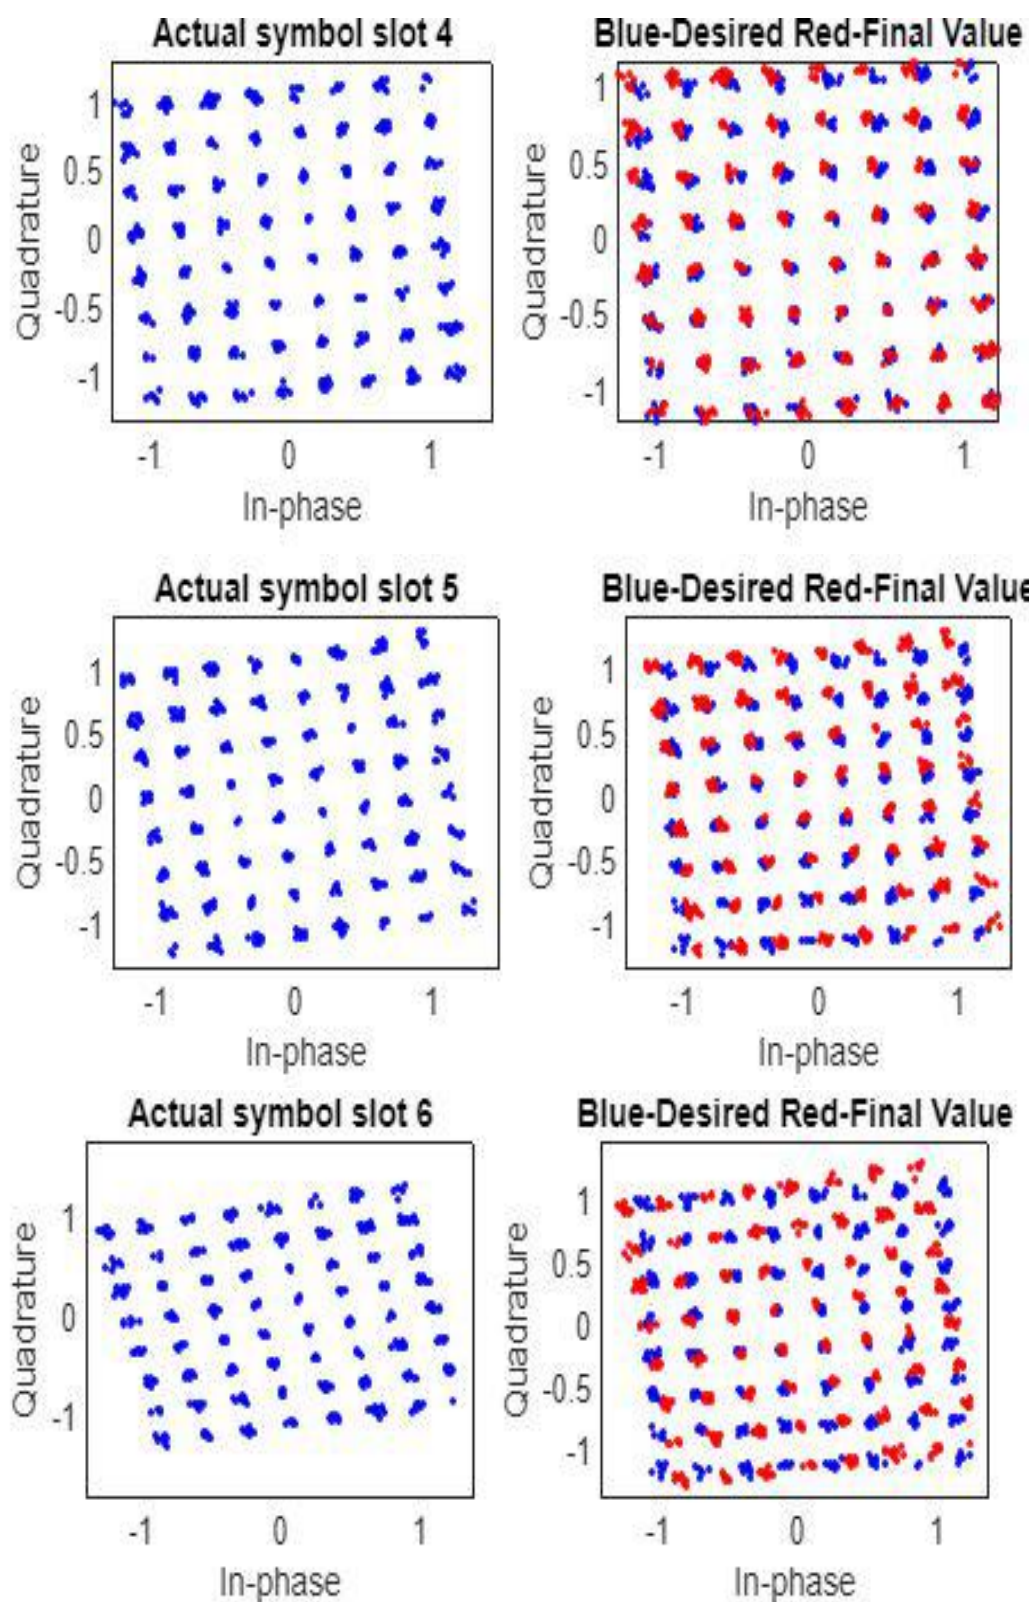 Actual symbol slot 4
Blue-Desired Red-Final Value
Quadrature
1
0.5
0
-0.5
-1
-1 0 1
In-phase
Quadrature
1
0.5
0
-0.5
-1
-1 0 1
In-phase
Actual symbol slot 5
Blue-Desired Red-Final Value
Quadrature
1
0.5
0
-0.5
-1
-1 0 1
In-phase
Quadrature
1
0.5
0
-0.5
-1
-1 0 1
In-phase
Actual symbol slot 6
Blue-Desired Red-Final Value
Quadrature
1
0
-1
-1 0 1
In-phase
Quadrature
1
0.5
0
-0.5
-1
-1 0 1
In-phase